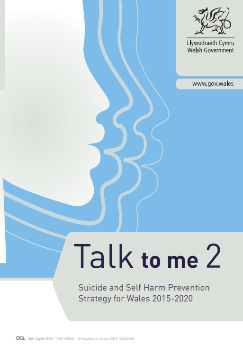 Llywodraeth Cymru
Welsh Government
www.gov.wales
Talk to me 2
Suicide and Self Harm Prevention
Strategy for Wales 2015-2020
OGL